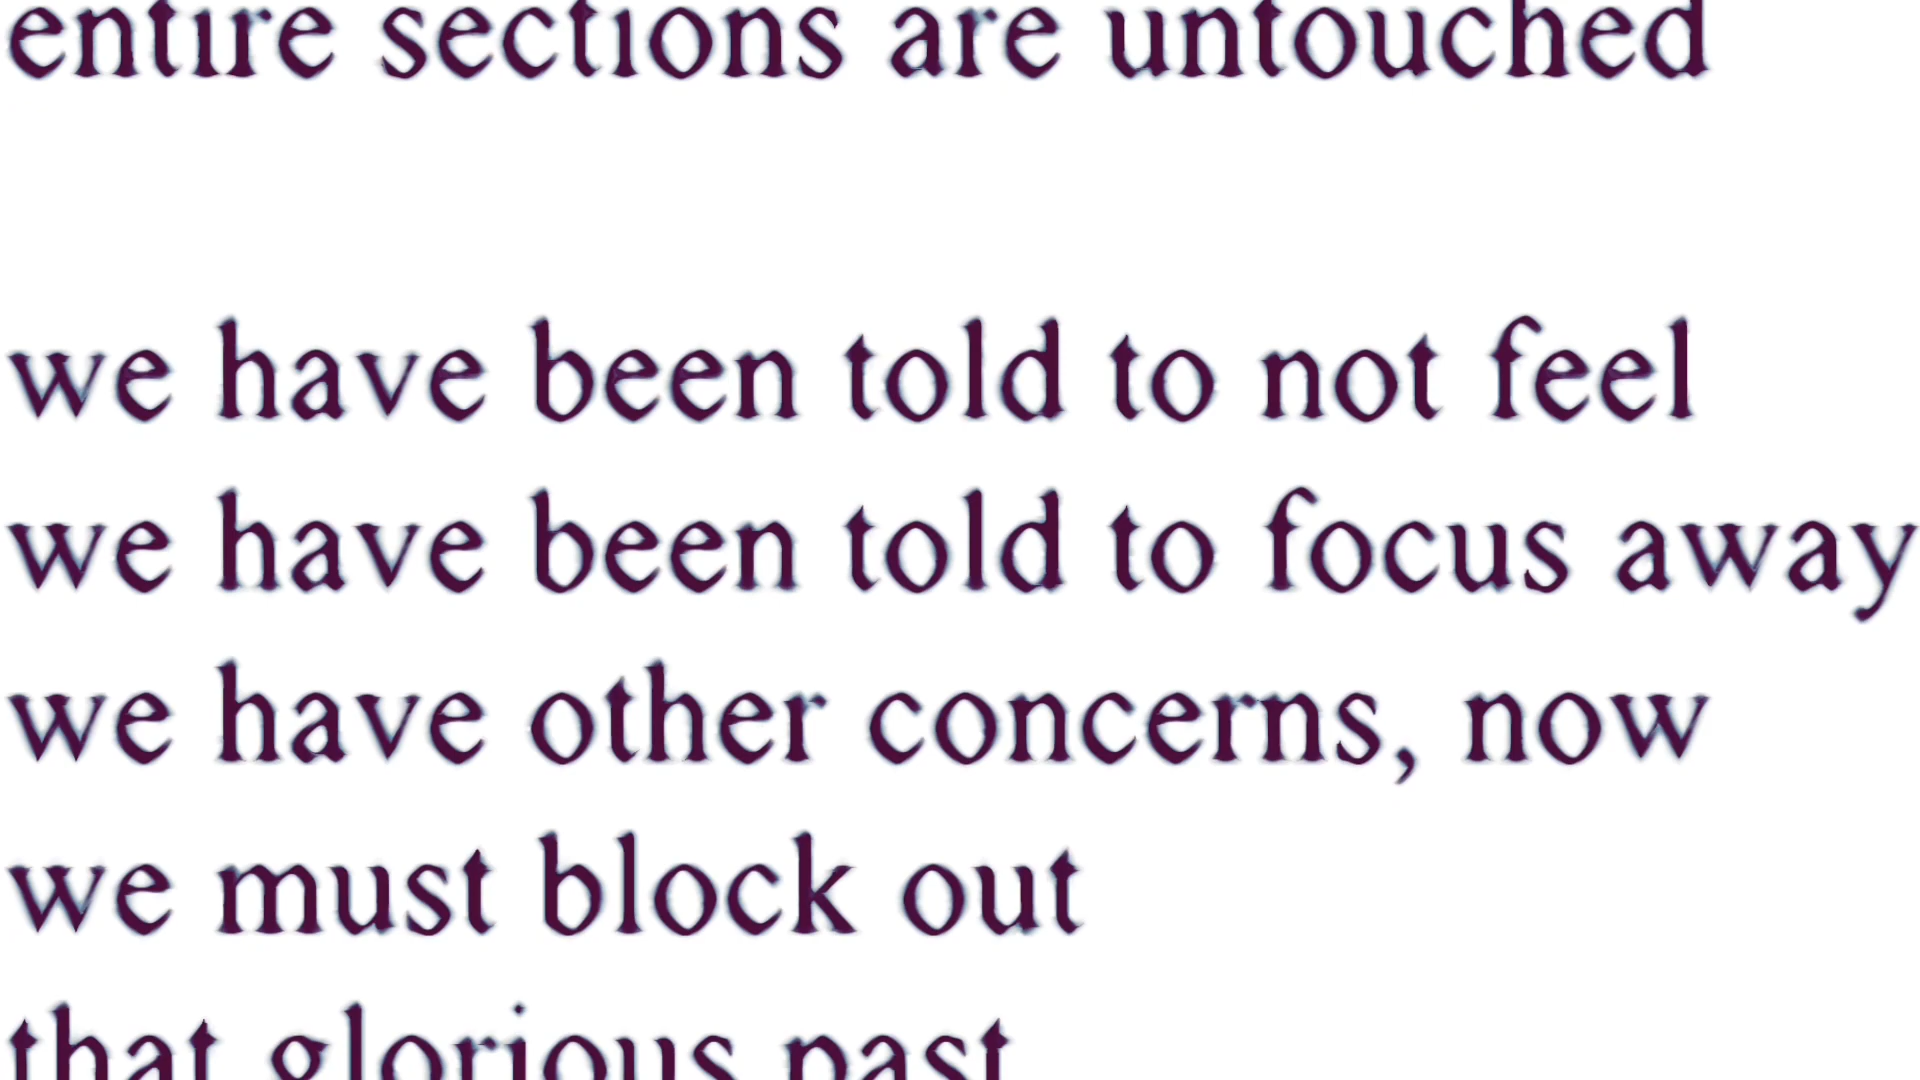 entire sections are untouched
we have been told to not feel
we have been told to focus away
we have other concerns, now
we must block out
that glorious past